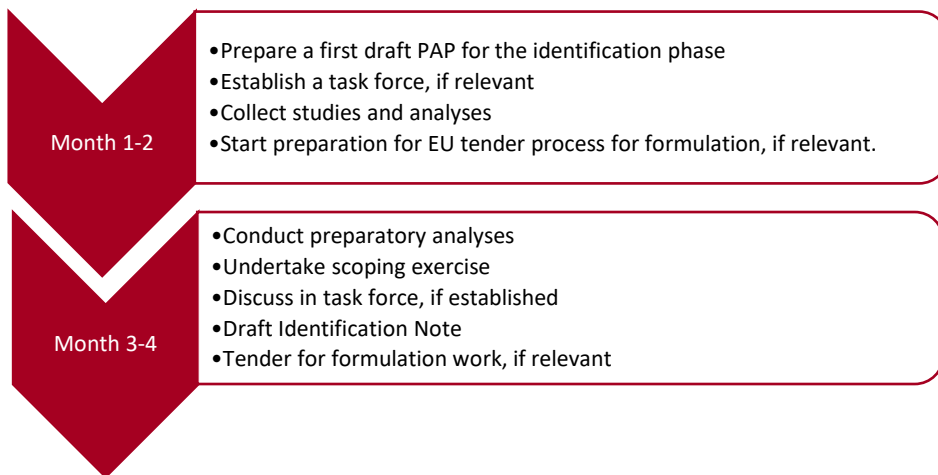 Month 1-2
•Prepare a first draft PAP for the identification phase
•Establish a task force, if relevant
•Collect studies and analyses
•Start preparation for EU tender process for formulation, if relevant.
Month 3-4
•Conduct preparatory analyses
•Undertake scoping exercise
•Discuss in task force, if established
•Draft Identification Note
•Tender for formulation work, if relevant